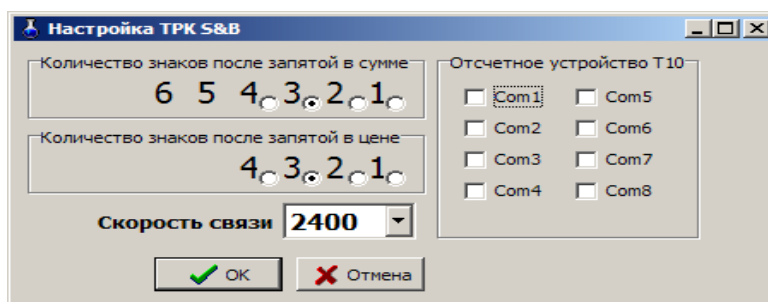 Настройка ТРК S&B
Количество знаков после запятой в сумме
6 5 4 3 2 1
Количество знаков после запятой в цене
4 3 2 1
Скорость связи 2400
Отсчетное устройство Т10
Com1 Com5
Com2 Com6
Com3 Com7
Com4 Com8
OK Отмена